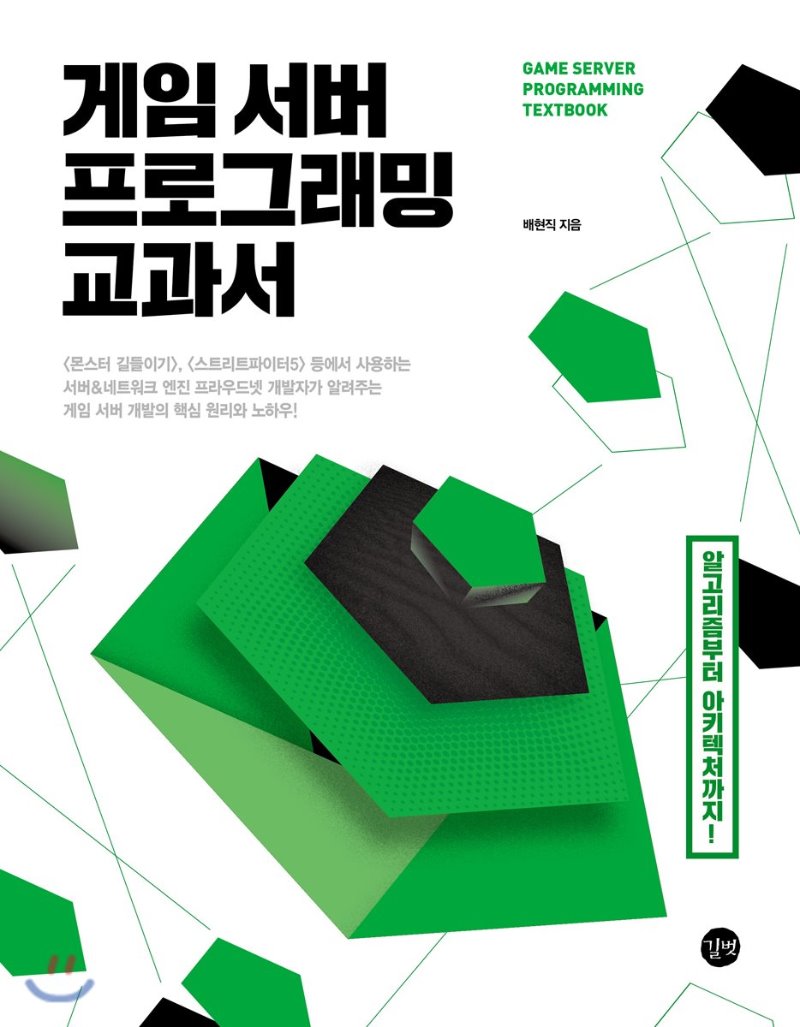 게임 서버
프로그래밍
교과서
GAME SERVER
PROGRAMMING
TEXTBOOK
배현직 지음
<몬스터 길들이기>, <스트리트파이터5> 등에서 사용하는
서버&네트워크 엔진 프라우드넷 개발자가 알려주는
게임 서버 개발의 핵심 원리와 노하우!
알고리즘부터 아키텍처까지!
길벗